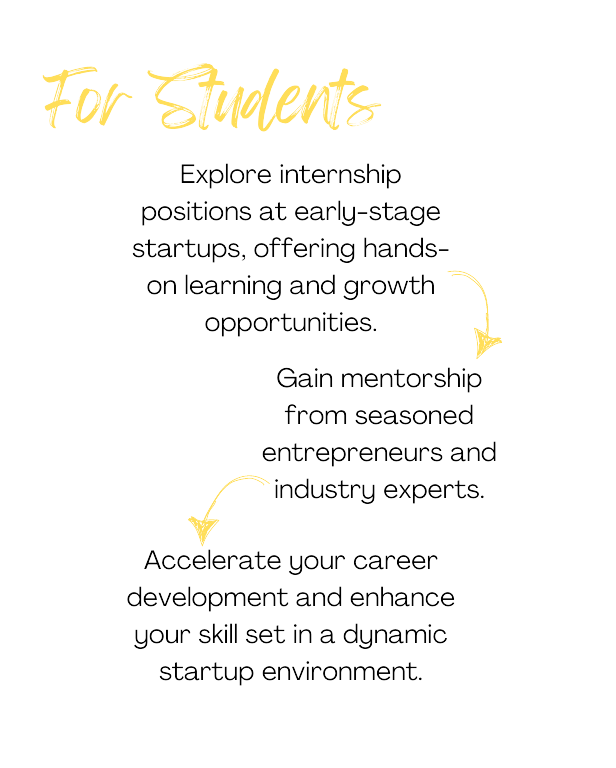 For Students
Explore internship
positions at early-stage
startups, offering hands-
on learning and growth
opportunities.
Gain mentorship
from seasoned
entrepreneurs and
industry experts.
Accelerate your career
development and enhance
your skill set in a dynamic
startup environment.